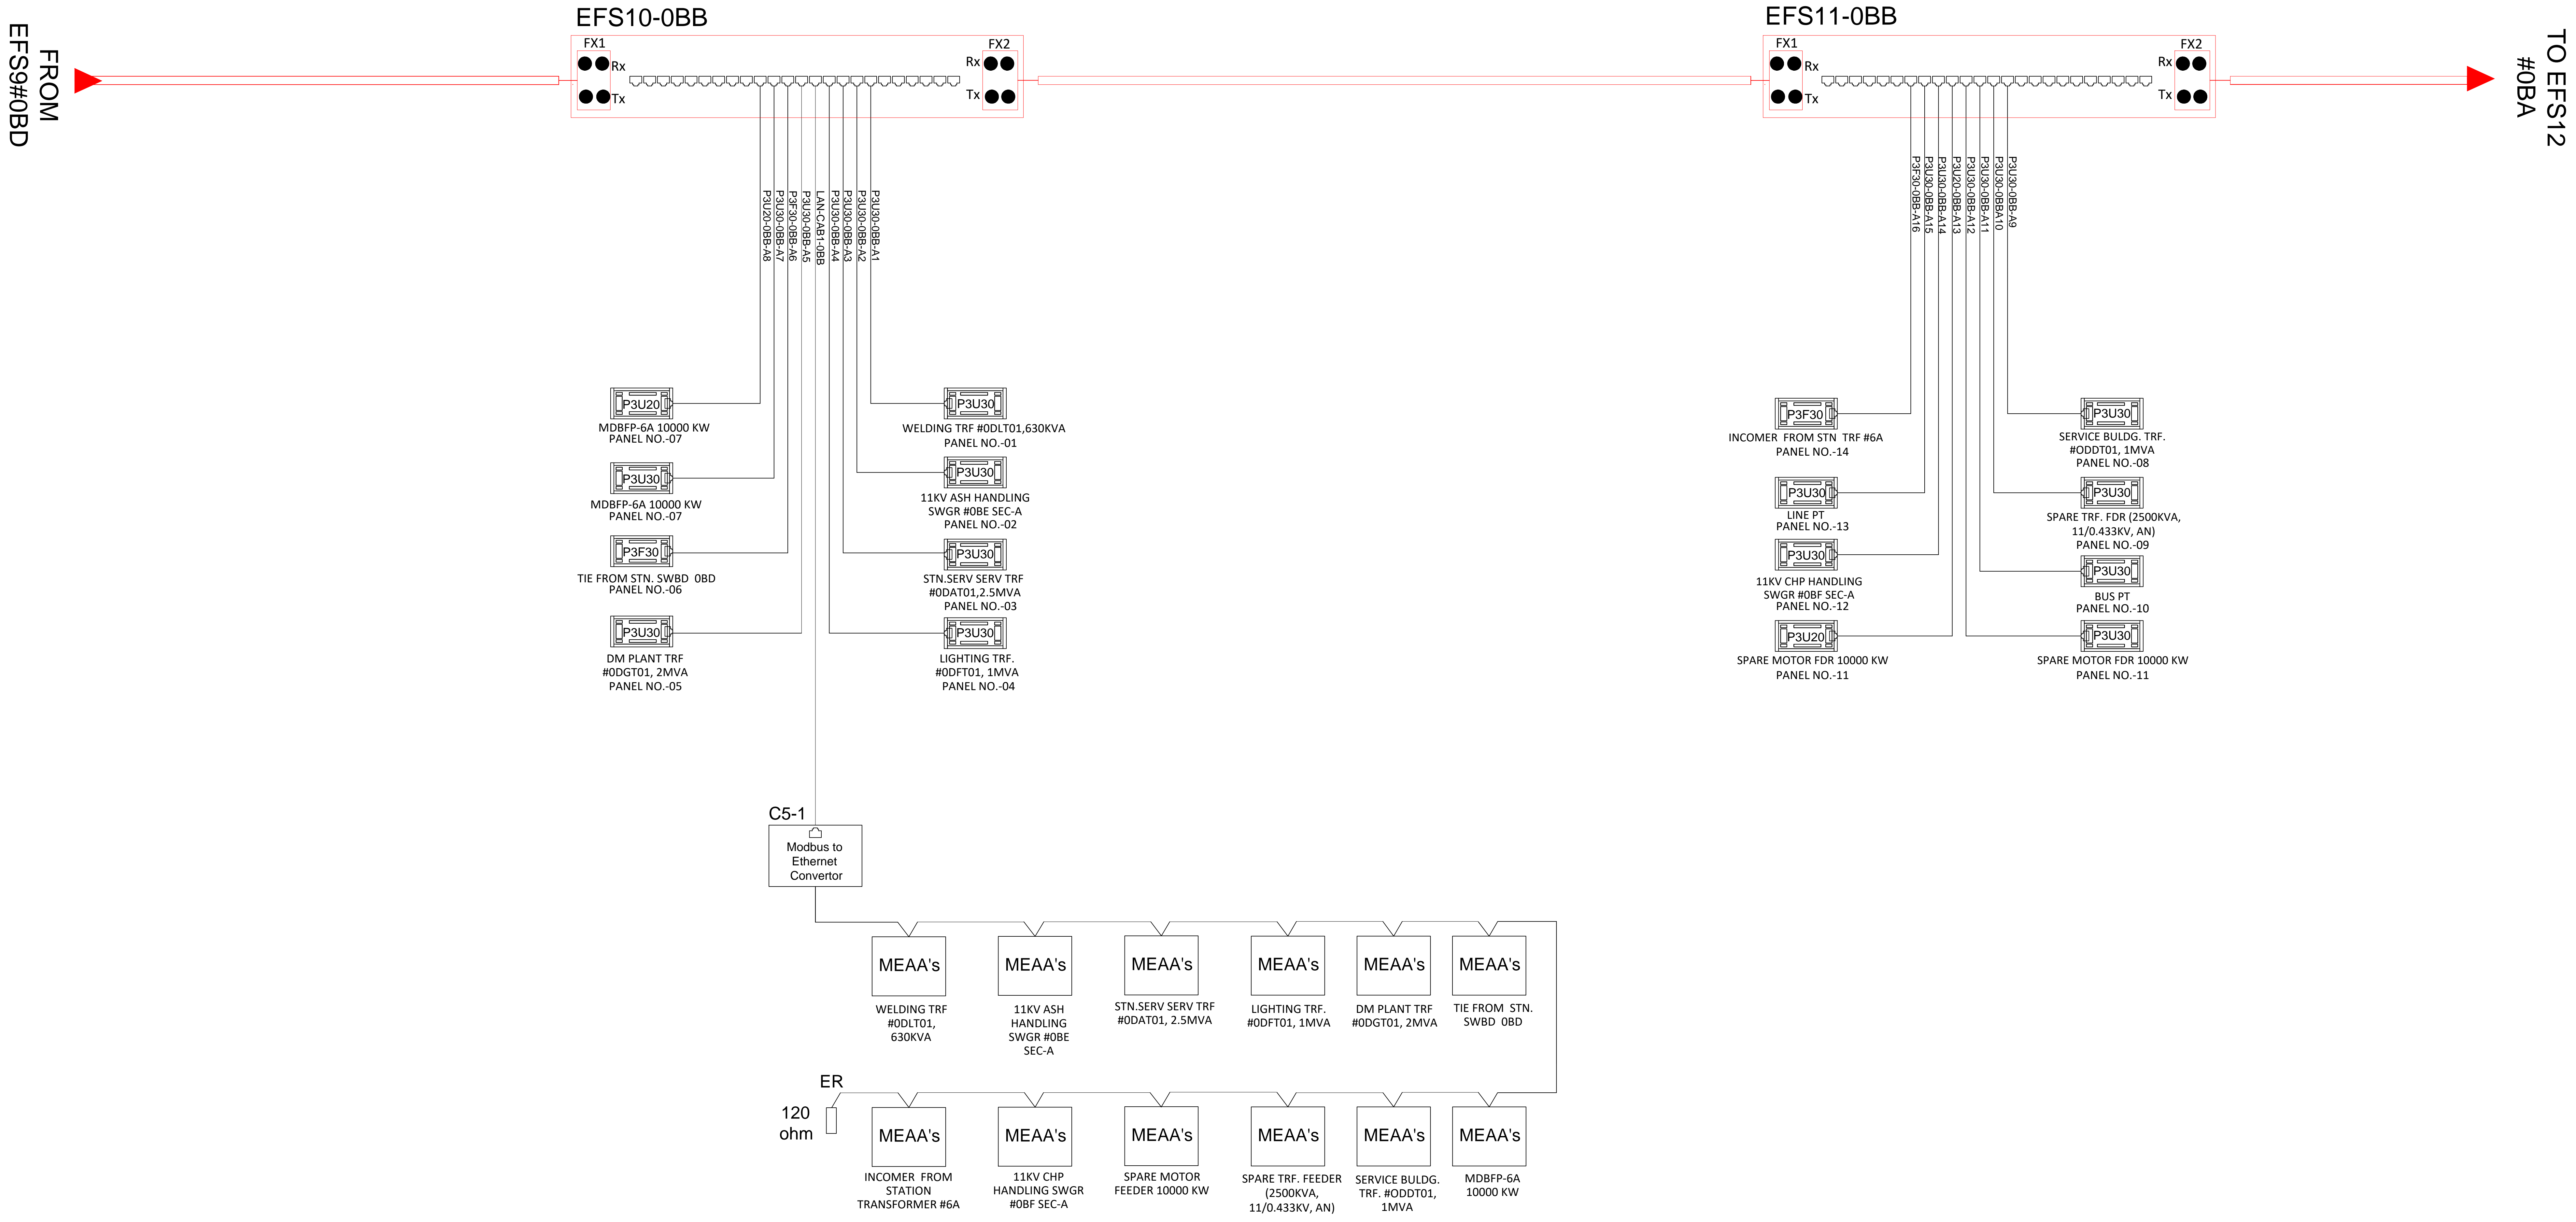 FROM
EFS9#0BD
EFS10-0BB
FX1
Rx
Tx
FX2
Rx
Tx
EFS11-0BB
FX1
Rx
Tx
FX2
Rx
Tx
TO EFS12
#0BA
P3U20-0BB-A8
P3U30-0BB-A7
P3F30-0BB-A6
P3U30-0BB-A5
LAN-CAB1-0BB
P3U30-0BB-A4
P3U30-0BB-A3
P3U30-0BB-A2
P3U30-0BB-A1
P3F30-0BB-A16
P3U30-0BB-A15
P3U30-0BB-A14
P3U20-0BB-A13
P3U30-0BB-A12
P3U30-0BB-A11
P3U30-0BBA10
P3U30-0BB-A9
P3U20
MDBFP-6A 10000 KW
PANEL NO.-07
P3U30
MDBFP-6A 10000 KW
PANEL NO.-07
P3F30
TIE FROM STN. SWBD 0BD
PANEL NO.-06
P3U30
DM PLANT TRF
#0DGT01, 2MVA
PANEL NO.-05
P3U30
WELDING TRF #0DLT01,630KVA
PANEL NO.-01
P3U30
11KV ASH HANDLING
SWGR #0BE SEC-A
PANEL NO.-02
P3U30
STN.SERV SERV TRF
#0DAT01,2.5MVA
PANEL NO.-03
P3U30
LIGHTING TRF.
#0DFT01, 1MVA
PANEL NO.-04
P3F30
INCOMER FROM STN TRF #6A
PANEL NO.-14
P3U30
LINE PT
PANEL NO.-13
P3U30
11KV CHP HANDLING
SWGR #0BF SEC-A
PANEL NO.-12
P3U20
SPARE MOTOR FDR 10000 KW
PANEL NO.-11
P3U30
SERVICE BULDG. TRF.
#ODDT01, 1MVA
PANEL NO.-08
P3U30
SPARE TRF. FDR (2500KVA,
11/0.433KV, AN)
PANEL NO.-09
P3U30
BUS PT
PANEL NO.-10
P3U30
SPARE MOTOR FDR 10000 KW
PANEL NO.-11
C5-1
Modbus to
Ethernet
Convertor
MEAA's
WELDING TRF
#0DLT01,
630KVA
MEAA's
11KV ASH
HANDLING
SWGR #0BE
SEC-A
MEAA's
STN.SERV SERV TRF
#0DAT01, 2.5MVA
MEAA's
LIGHTING TRF.
#0DFT01, 1MVA
MEAA's
DM PLANT TRF
#0DGT01, 2MVA
MEAA's
TIE FROM STN.
SWBD 0BD
ER
120
ohm
MEAA's
INCOMER FROM
STATION
TRANSFORMER #6A
MEAA's
11KV CHP
HANDLING SWGR
#0BF SEC-A
MEAA's
SPARE MOTOR
FEEDER 10000 KW
MEAA's
SPARE TRF. FEEDER
(2500KVA,
11/0.433KV, AN)
MEAA's
SERVICE BULDG.
TRF. #ODDT01,
1MVA
MEAA's
MDBFP-6A
10000 KW